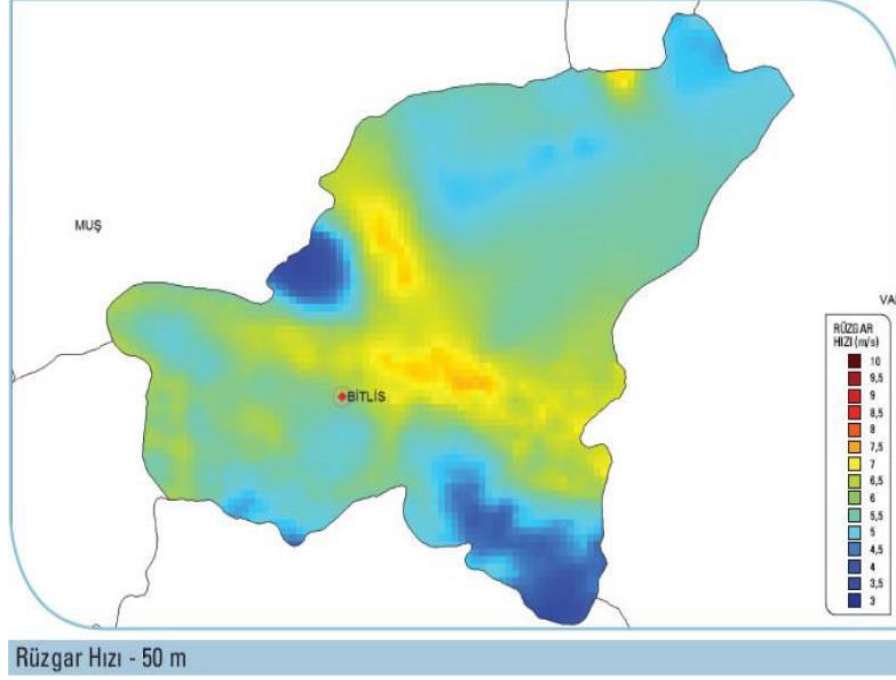 MUŞ
VA
RÜZGAR
HIZI (m/s)
10
9,5
9
8,5
8
7,5
7
6,5
6
5,5
5
4,5
4
3,5
3
BİTLİS
Rüzgar Hızı - 50 m